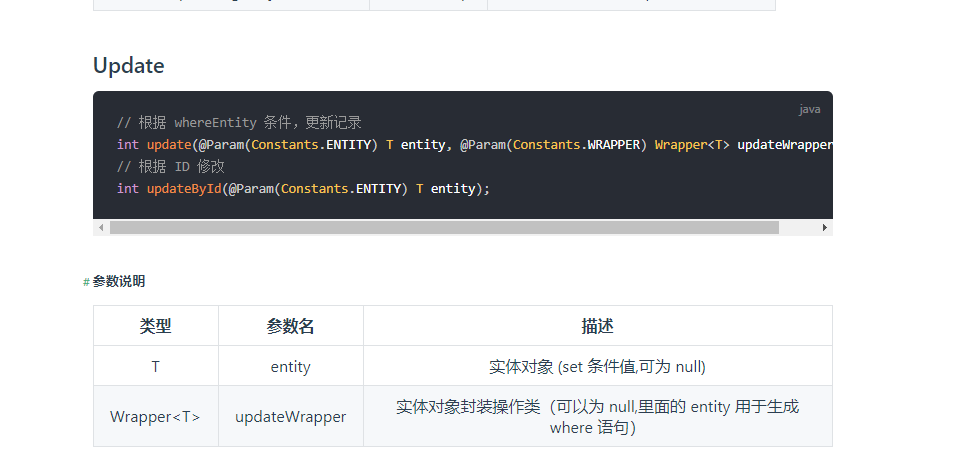 Update
java
// 根据 whereEntity 条件，更新记录
int update(@Param(Constants.ENTITY) T entity, @Param(Constants.WRAPPER) Wrapper<T> updateWrapper
// 根据 ID 修改
int updateById(@Param(Constants.ENTITY) T entity);
# 参数说明
类型 参数名 描述
T entity 实体对象 (set 条件值,可为 null)
Wrapper<T> updateWrapper 实体对象封装操作类（可以为 null,里面的 entity 用于生成
where 语句）